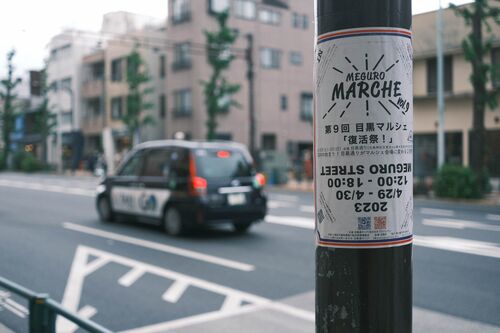 MEGURO
MARCHE
vol.9
第6回 目黒マルシェ
「復活祭！」
MEGURO STREET
12:00 - 18:00
4/29 - 4/30
2023